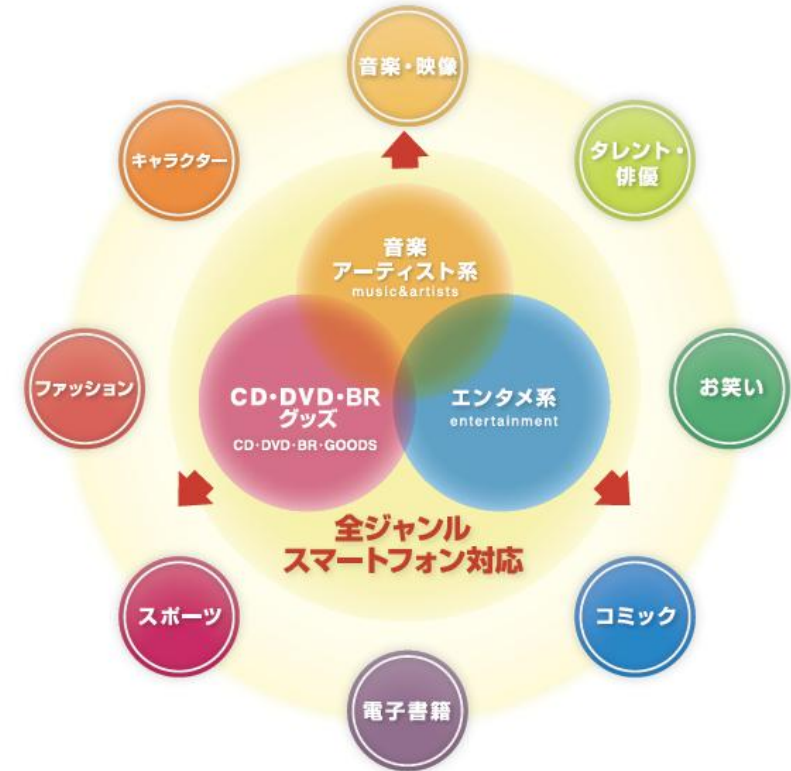 音楽・映像
キャラクター
タレント・
俳優
音楽
アーティスト系
music&artists
ファッション
CD・DVD・BR
グッズ
CD・DVD・BR・GOODS
エンタメ系
entertainment
お笑い
全ジャンル
スマートフォン対応
スポーツ
コミック
電子書籍